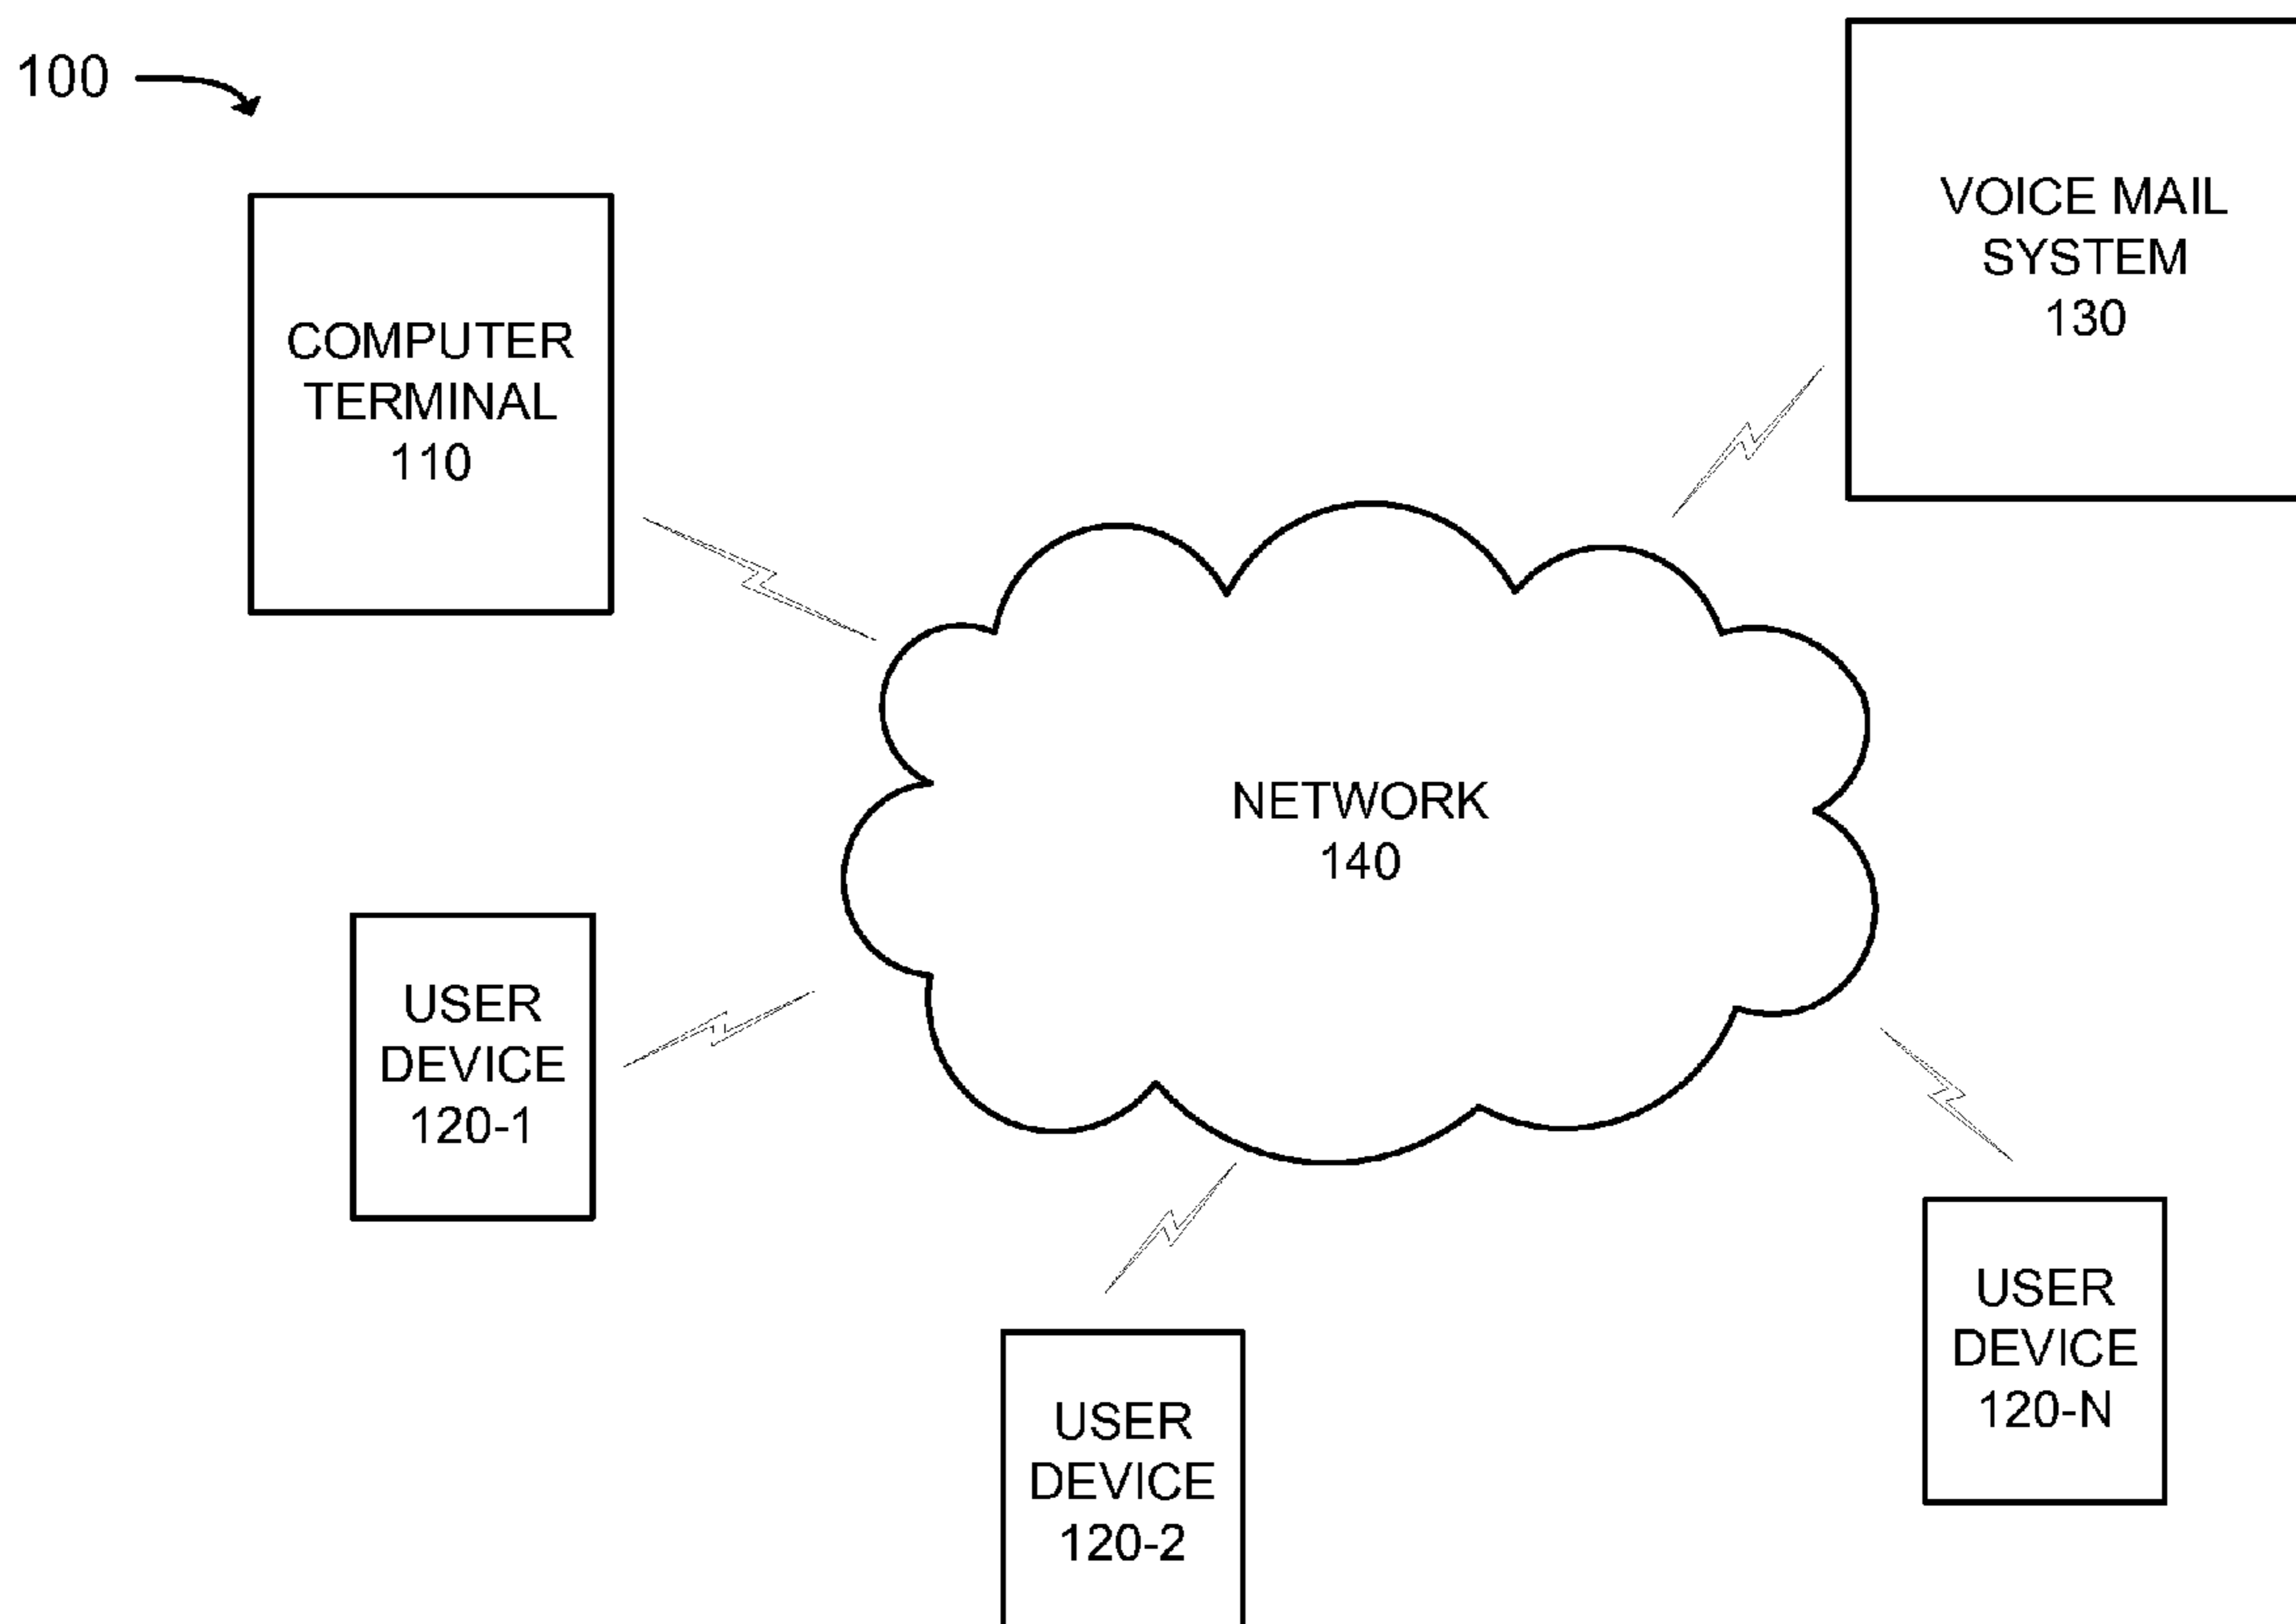 100
VOICE MAIL
SYSTEM
130
COMPUTER
TERMINAL
110
NETWORK
140
USER
DEVICE
120-1
USER
DEVICE
120-2
USER
DEVICE
120-N